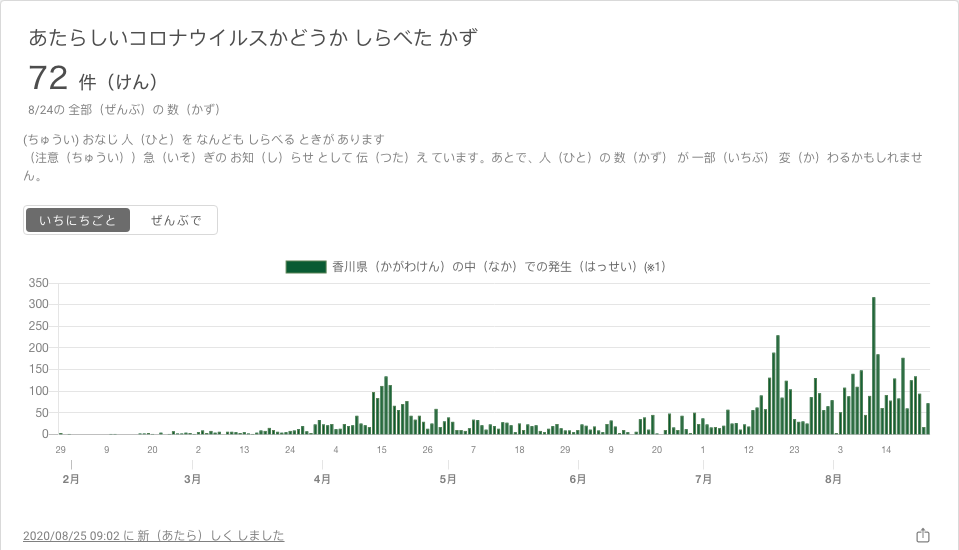 あたらしいコロナウイルスかどうか しらべた かず
72 件（けん）
8/24の 全部（ぜんぶ）の 数（かず）
(ちゅうい) おなじ 人（ひと）を なんども しらべる ときが あります
（注意（ちゅうい））急（いそ）ぎの お知（し）らせ として 伝（つた）え ています。あとで、人（ひと）の 数（かず） が 一部（いちぶ） 変（か）わるかもしれませ
ん。
いちにちごと ぜんぶで
香川県（かがわけん）の中（なか）での発生（はっせい）(※1)
350
300
250
200
150
100
50
0
29 9 20 2 13 24 4 15 26 7 18 29 9 20 1 12 23 3 14
2月 3月 4月 5月 6月 7月 8月
2020/08/25 09:02 に 新（あたら）しく しました